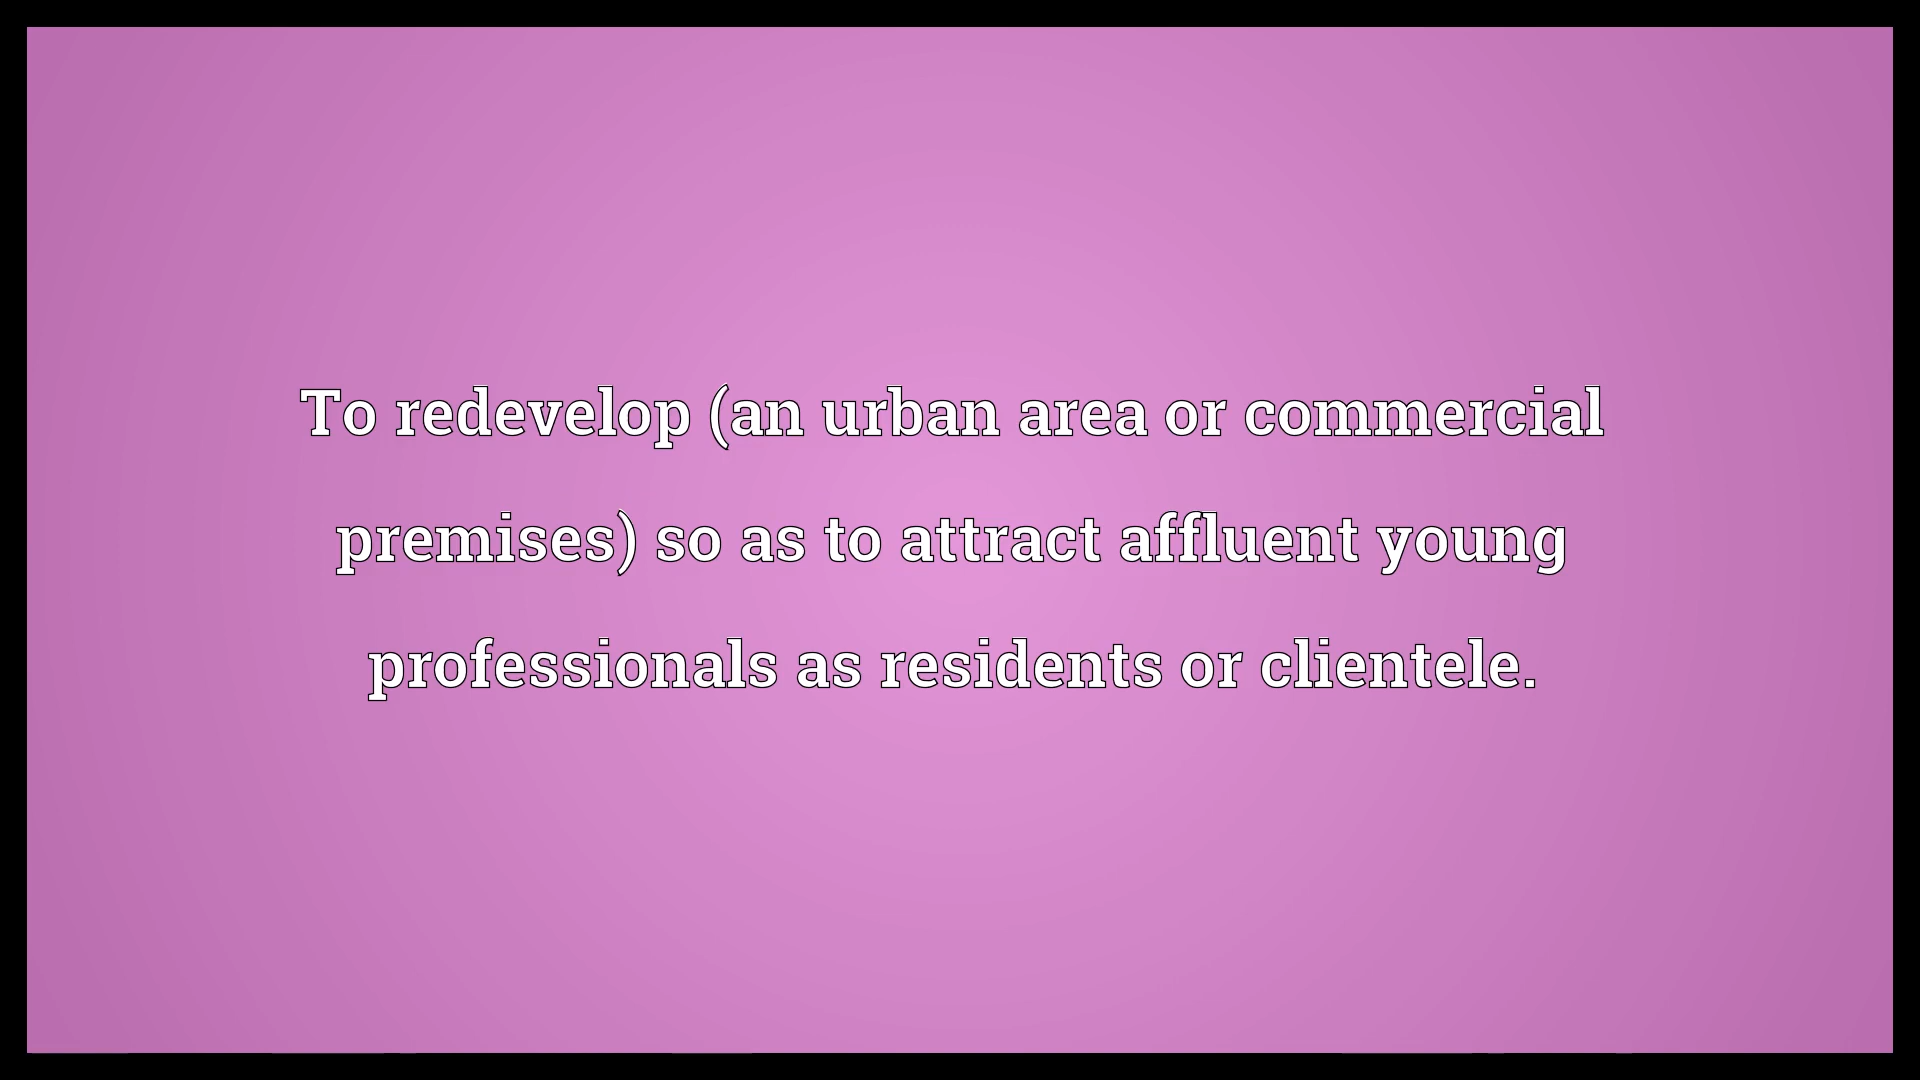 To redevelop (an urban area or commercial
premises) so as to attract affluent young
professionals as residents or clientele.